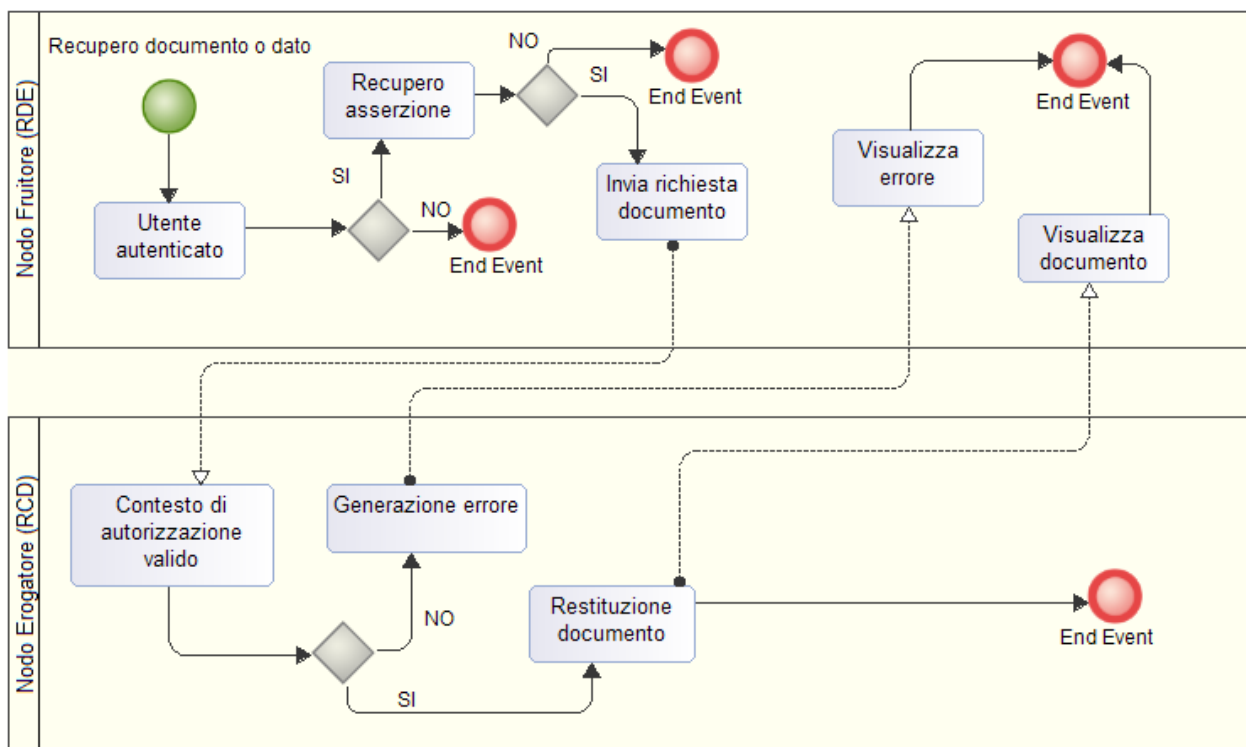 Nodo Fruitore (RDE)
Recupero documento o dato
Utente
autenticato
SI
NO
End Event
Recupero
asserzione
NO
End Event
SI
Invia richiesta
documento
Visualizza
errore
End Event
Visualizza
documento
Nodo Erogatore (RCD)
Contesto di
autorizzazione
valido
Generazione errore
NO
SI
Restituzione
documento
End Event